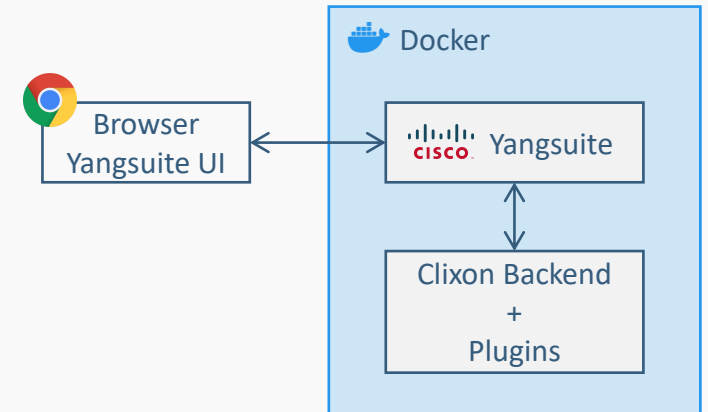 Docker
Browser
Yangsuite UI
CISCO Yangsuite
Clixon Backend
+
Plugins